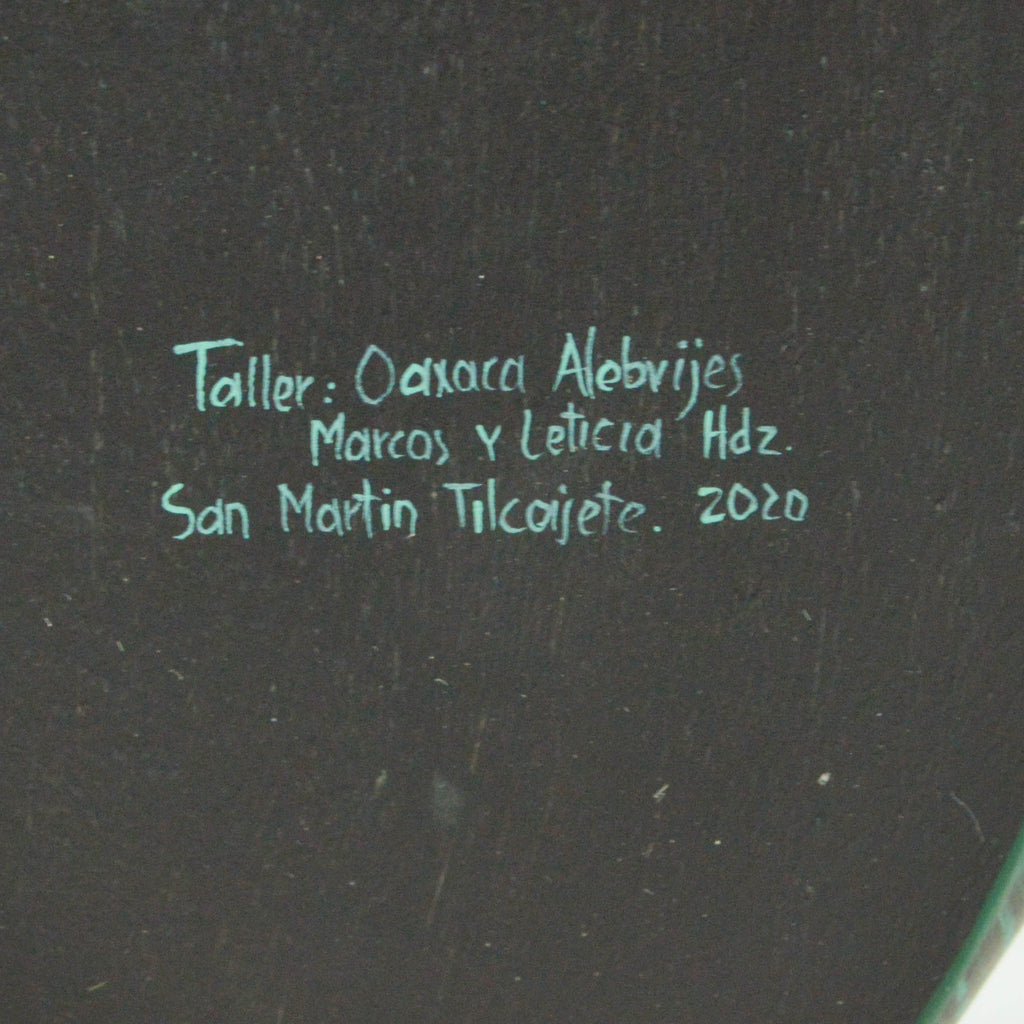 Taller: Oaxaca Alebrijes
Marcos y Leticia Hdz.
San Martin Tilcajete. 2020